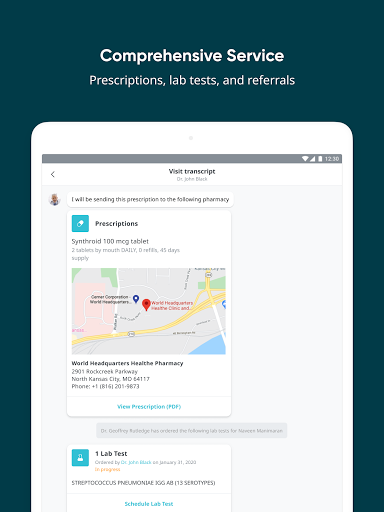 Comprehensive Service
Prescriptions, lab tests, and referrals
12:30
Visit transcript
Dr. John Black
I will be sending this prescription to the following pharmacy
Prescriptions
Synthroid 100 mcg tablet
2 tablets by mouth DAILY, 0 refills, 45 days
supply
Cerner Corporation
World Headquarters...
World Headquarters
Healthe Clinic and...
World Headquarters Healthe Pharmacy
2901 Rockcreek Parkway
North Kansas City, MO 64117
Phone: +1 (816) 201-9873
View Prescription (PDF)
Dr. Geoffrey Rutledge has ordered the following lab tests for Naveen Manimaran
1 Lab Test
Ordered by Dr. John Black on January 31, 2020
In progress
STREPTOCOCCUS PNEUMONIAE IGG AB (13 SEROTYPES)
Schedule Lab Test